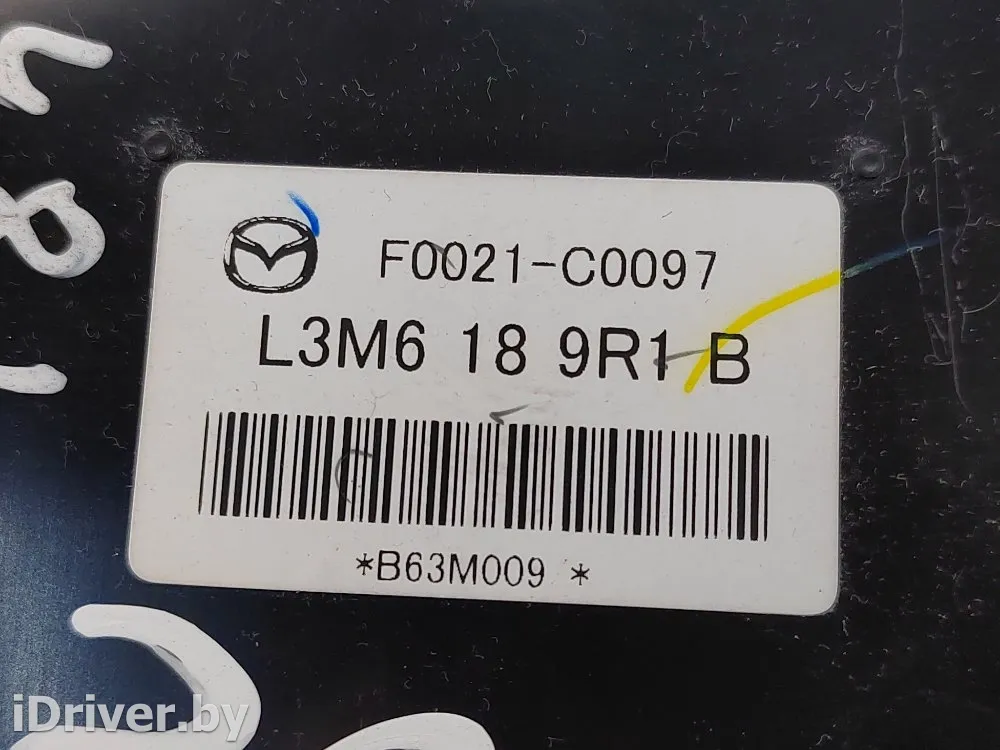 F0021-C0097
L3M6 18 9R1 B
*B63M009 *
iDriver.by